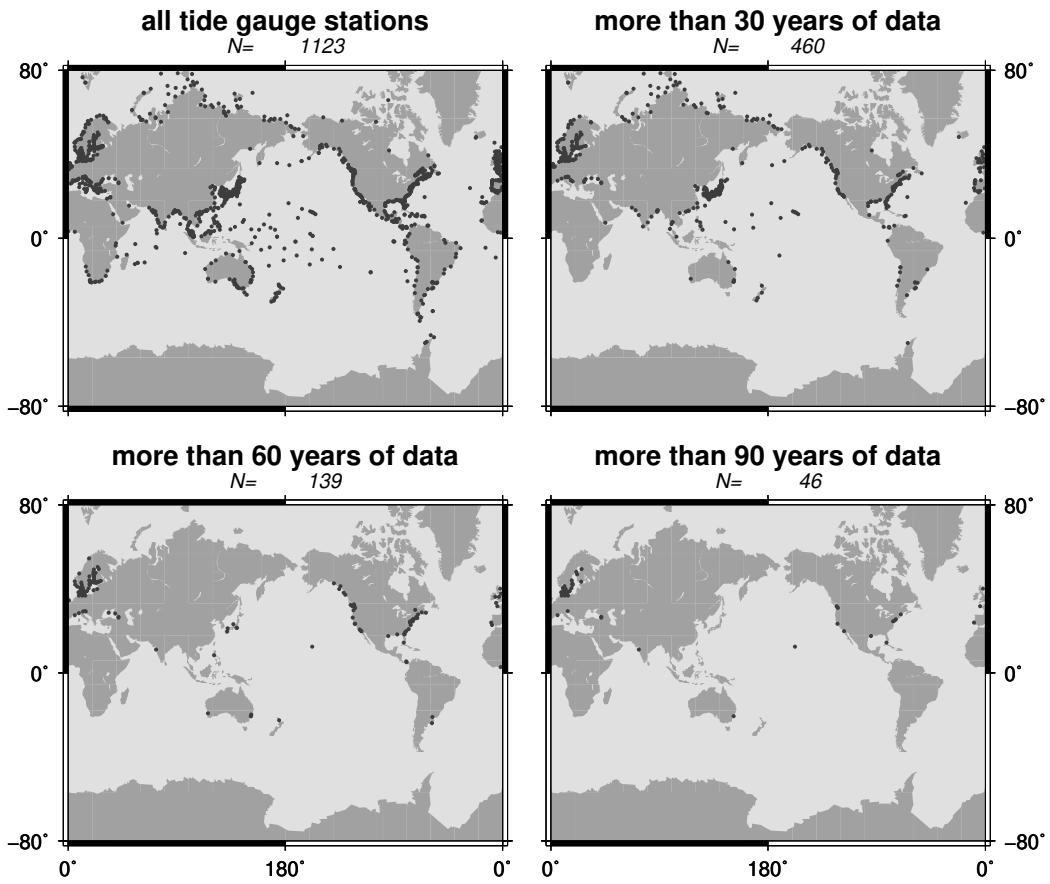 all tide gauge stations
N= 1123
more than 30 years of data
N= 460
80˚
0˚
−80˚
80˚
0˚
−80˚
more than 60 years of data
N= 139
more than 90 years of data
N= 46
80˚
0˚
−80˚
80˚
0˚
−80˚
0˚ 180˚ 0˚
180˚ 0˚